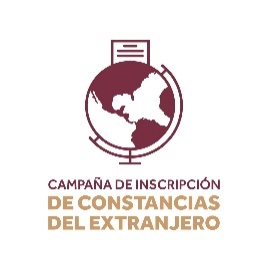 CAMPAÑA DE INSCRIPCIÓN
DE CONSTANCIAS
DEL EXTRANJERO